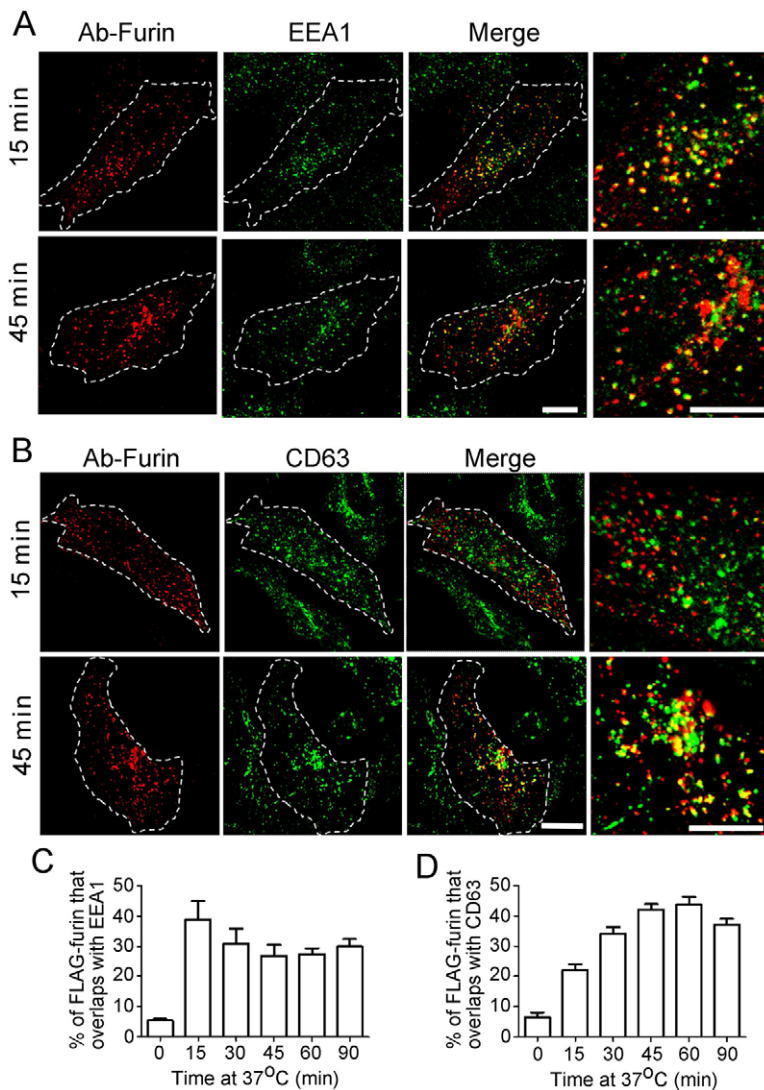 A
Ab-Furin EEA1 Merge
15 min
45 min
B
Ab-Furin CD63 Merge
15 min
45 min
C
% of FLAG-furin that
overlaps with EEA1
50
40
30
20
10
0
0 15 30 45 60 90
Time at 37°C (min)
D
% of FLAG-furin that
overlaps with CD63
50
40
30
20
10
0
0 15 30 45 60 90
Time at 37°C (min)